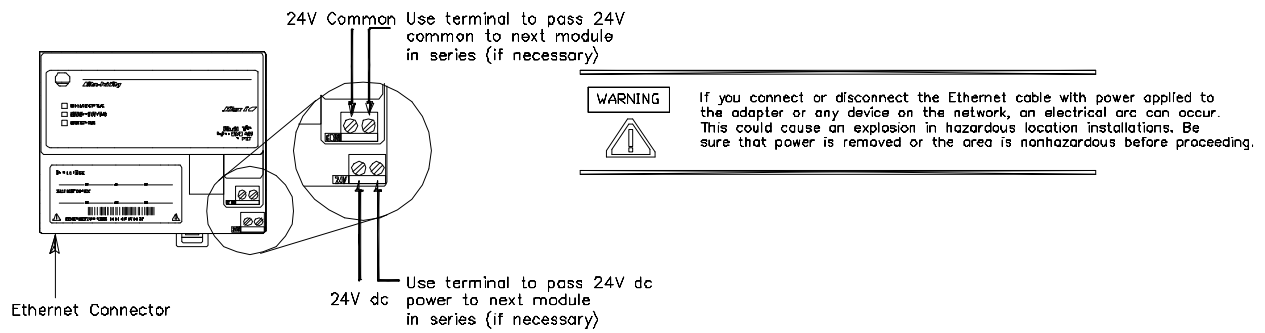 24V Common
Use terminal to pass 24V
common to next module
in series (if necessary)
WARNING
If you connect or disconnect the Ethernet cable with power applied to
the adapter or any device on the network, an electrical arc can occur.
This could cause an explosion in hazardous location installations. Be
sure that power is removed or the area is nonhazardous before proceeding.
24V
Ethernet Connector
24V dc
Use terminal to pass 24V dc
power to next module
in series (if necessary)